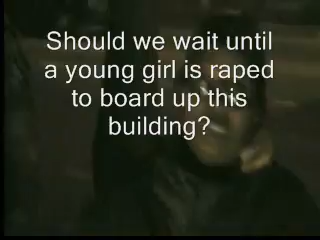 Should we wait until
a young girl is raped
to board up this
building?